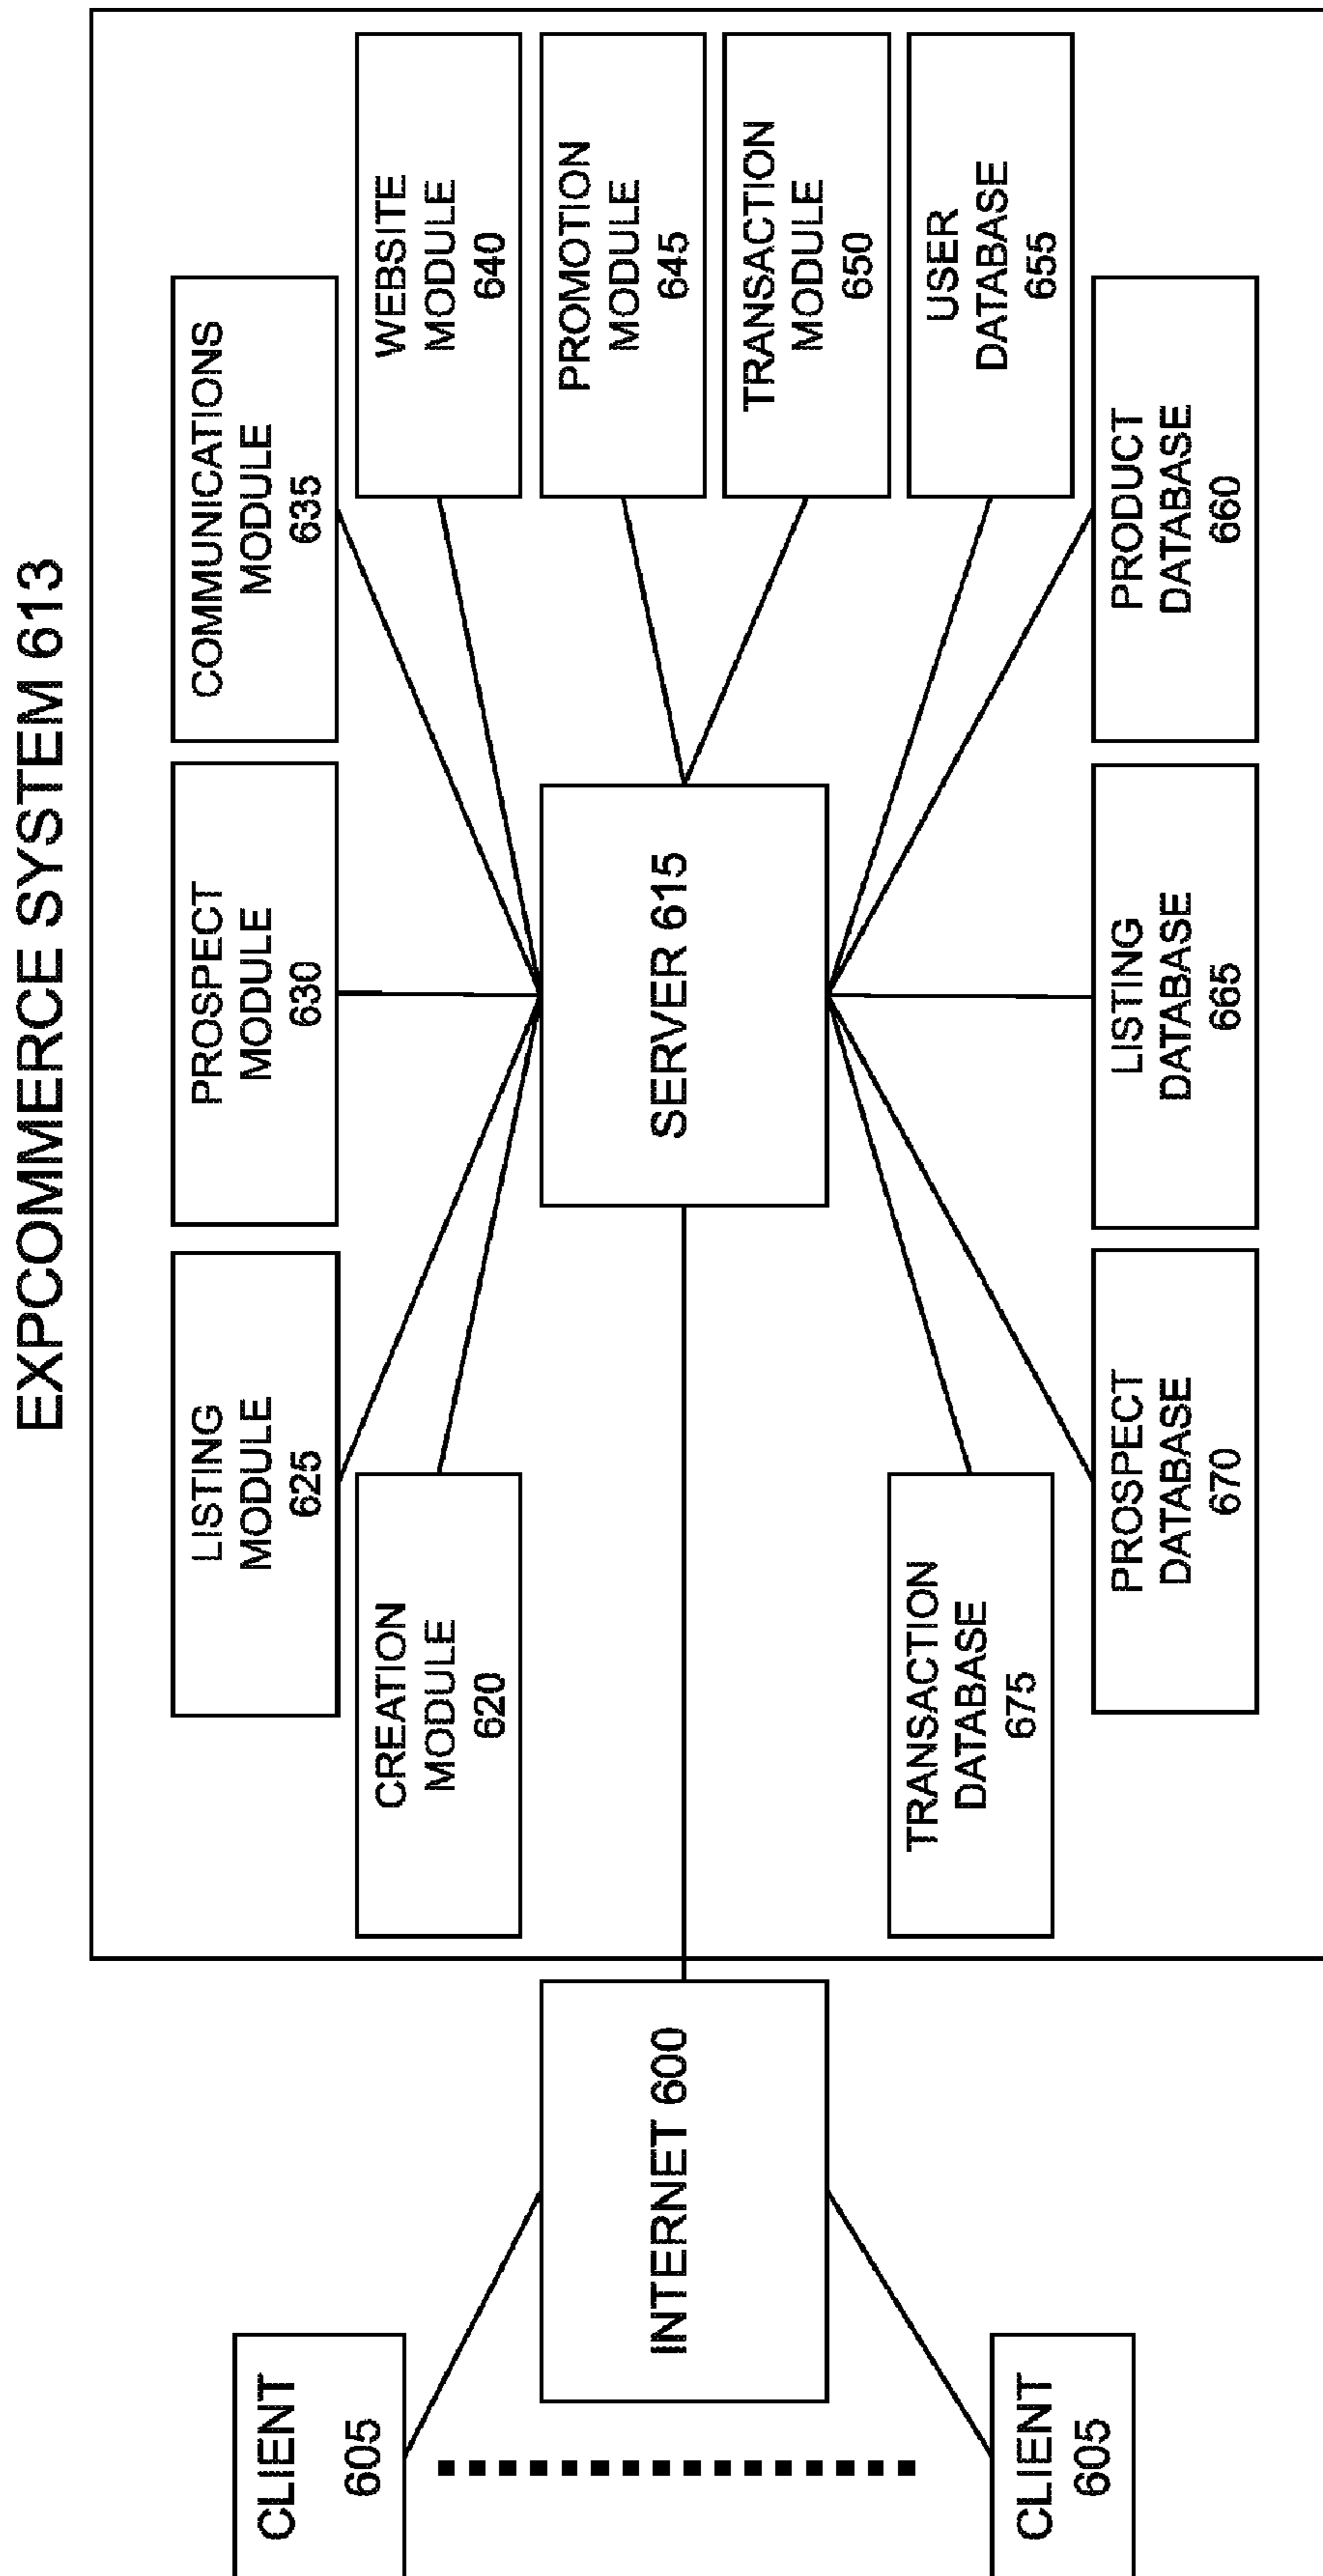 EXPCOMMERCE SYSTEM 613
CLIENT
605
CLIENT
605
INTERNET 600
SERVER 615
CREATION
MODULE
620
LISTING
MODULE
625
PROSPECT
MODULE
630
COMMUNICATIONS
MODULE
635
WEBSITE
MODULE
640
PROMOTION
MODULE
645
TRANSACTION
MODULE
650
USER
DATABASE
655
PRODUCT
DATABASE
660
LISTING
DATABASE
665
PROSPECT
DATABASE
670
TRANSACTION
DATABASE
675